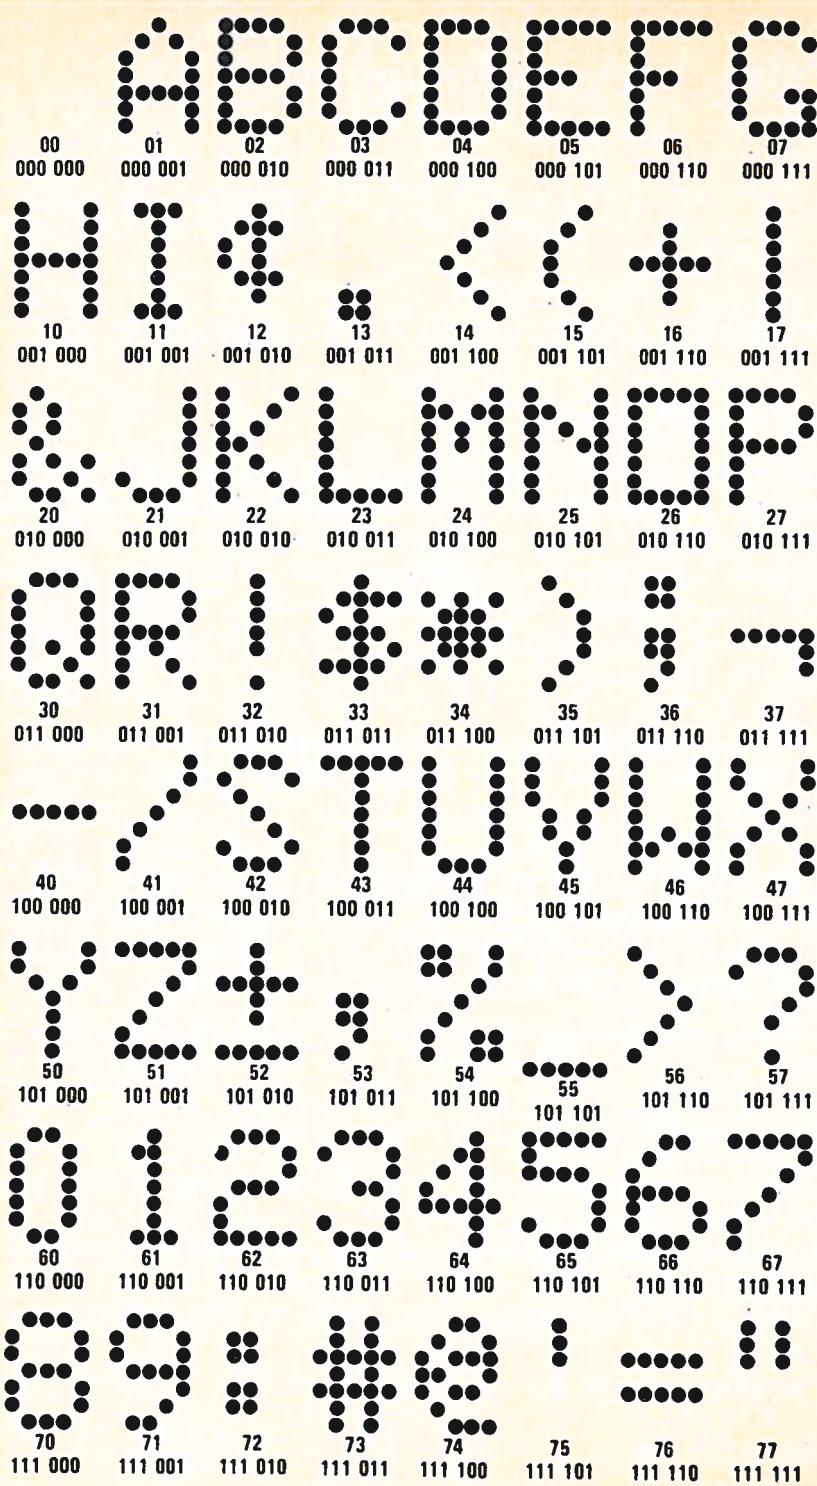 A B C D E F G
00 01 02 03 04 05 06 07
000 000 000 001 000 010 000 011 000 100 000 101 000 110 000 111
H I ¢ . < ( + |
10 11 12 13 14 15 16 17
001 000 001 001 001 010 001 011 001 100 001 101 001 110 001 111
& J K L M N O P
20 21 22 23 24 25 26 27
010 000 010 001 010 010 010 011 010 100 010 101 010 110 010 111
Q R ! $ * ) ; ¬
30 31 32 33 34 35 36 37
011 000 011 001 011 010 011 011 011 100 011 101 011 110 011 111
- / S T U V W X
40 41 42 43 44 45 46 47
100 000 100 001 100 010 100 011 100 100 100 101 100 110 100 111
Y Z ± , % _ > ?
50 51 52 53 54 55 56 57
101 000 101 001 101 010 101 011 101 100 101 101 101 110 101 111
0 1 2 3 4 5 6 7
60 61 62 63 64 65 66 67
110 000 110 001 110 010 110 011 110 100 110 101 110 110 110 111
8 9 : # @ ' = "
70 71 72 73 74 75 76 77
111 000 111 001 111 010 111 011 111 100 111 101 111 110 111 111